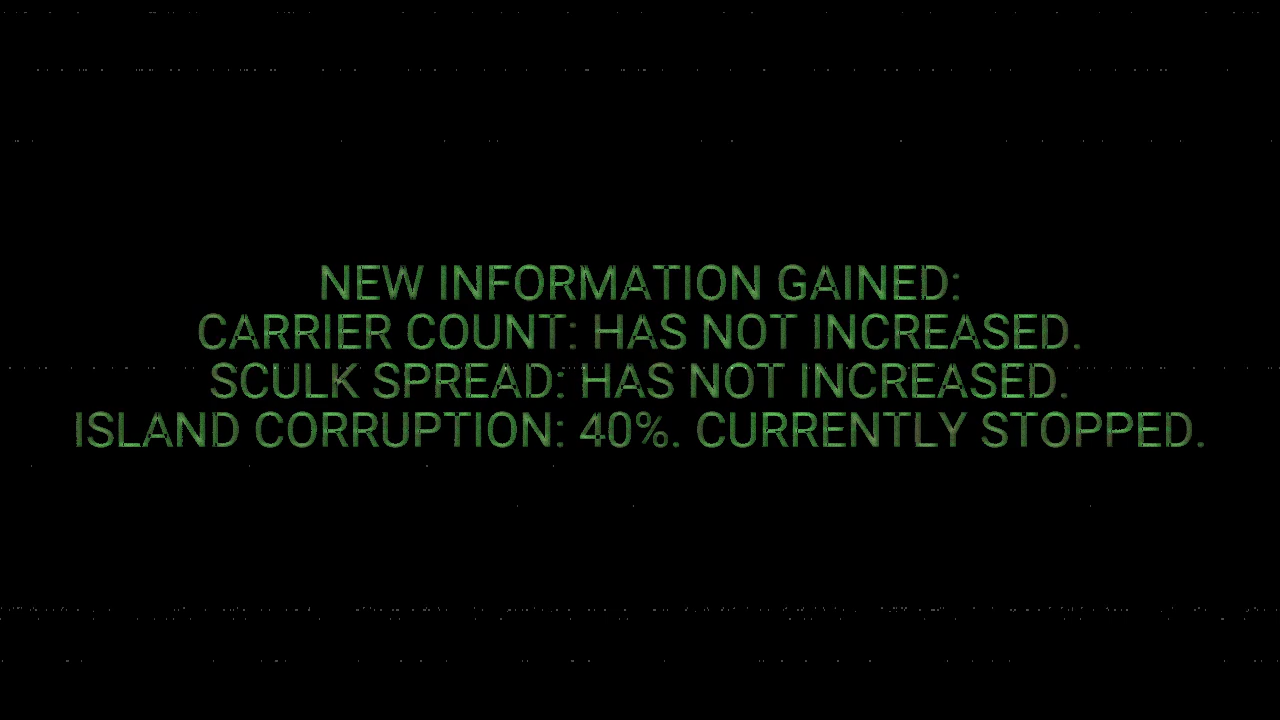 NEW INFORMATION GAINED:
CARRIER COUNT: HAS NOT INCREASED.
SCULK SPREAD: HAS NOT INCREASED.
ISLAND CORRUPTION: 40%. CURRENTLY STOPPED.